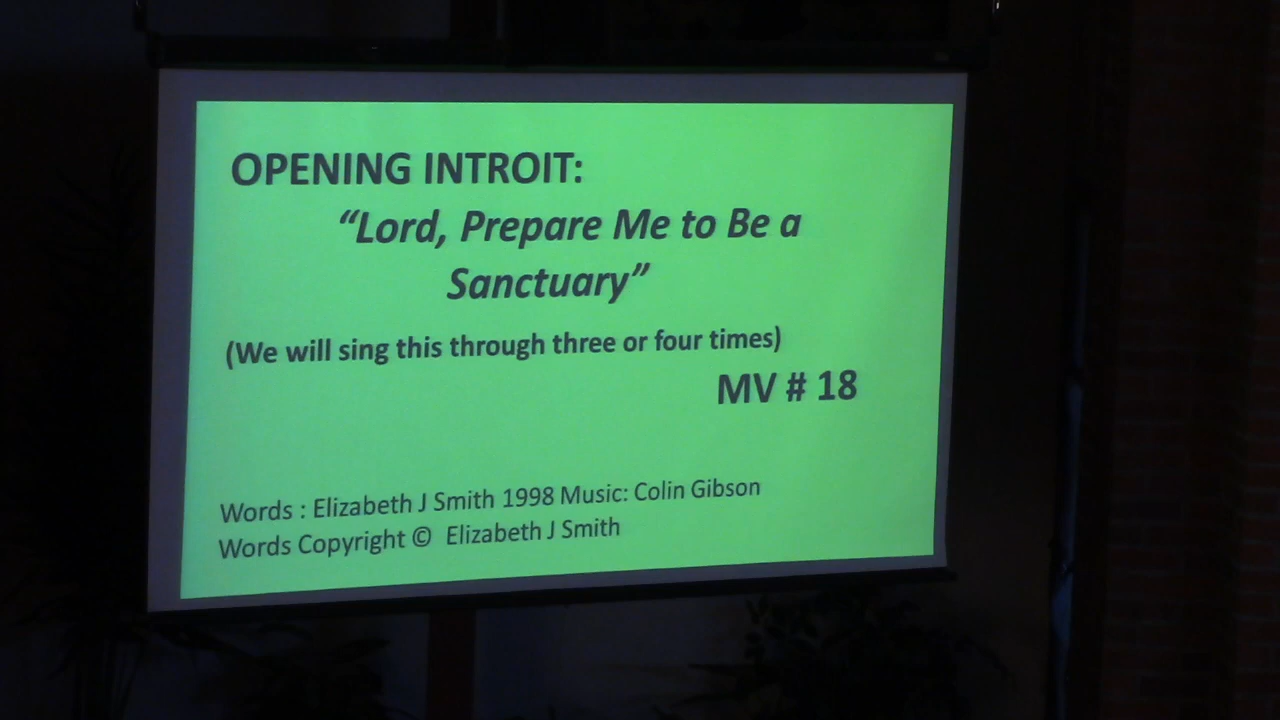 OPENING INTROIT:
“Lord, Prepare Me to Be a
Sanctuary”
(We will sing this through three or four times)
MV # 18
Words : Elizabeth J Smith 1998 Music: Colin Gibson
Words Copyright © Elizabeth J Smith